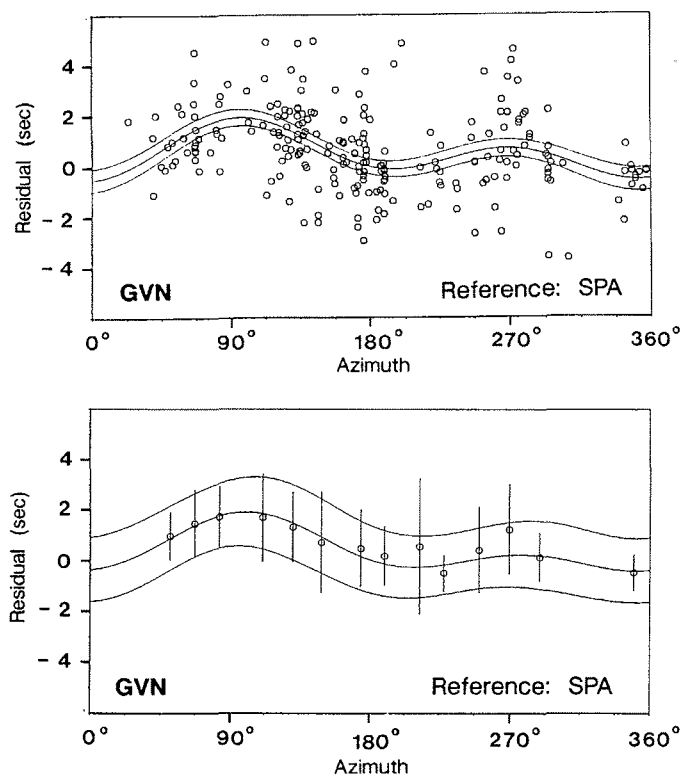 4
2
0
- 2
- 4
Residual (sec)
GVN
Reference: SPA
0° 90° 180° 270° 360°
Azimuth
4
2
0
- 2
- 4
Residual (sec)
GVN
Reference: SPA
0° 90° 180° 270° 360°
Azimuth